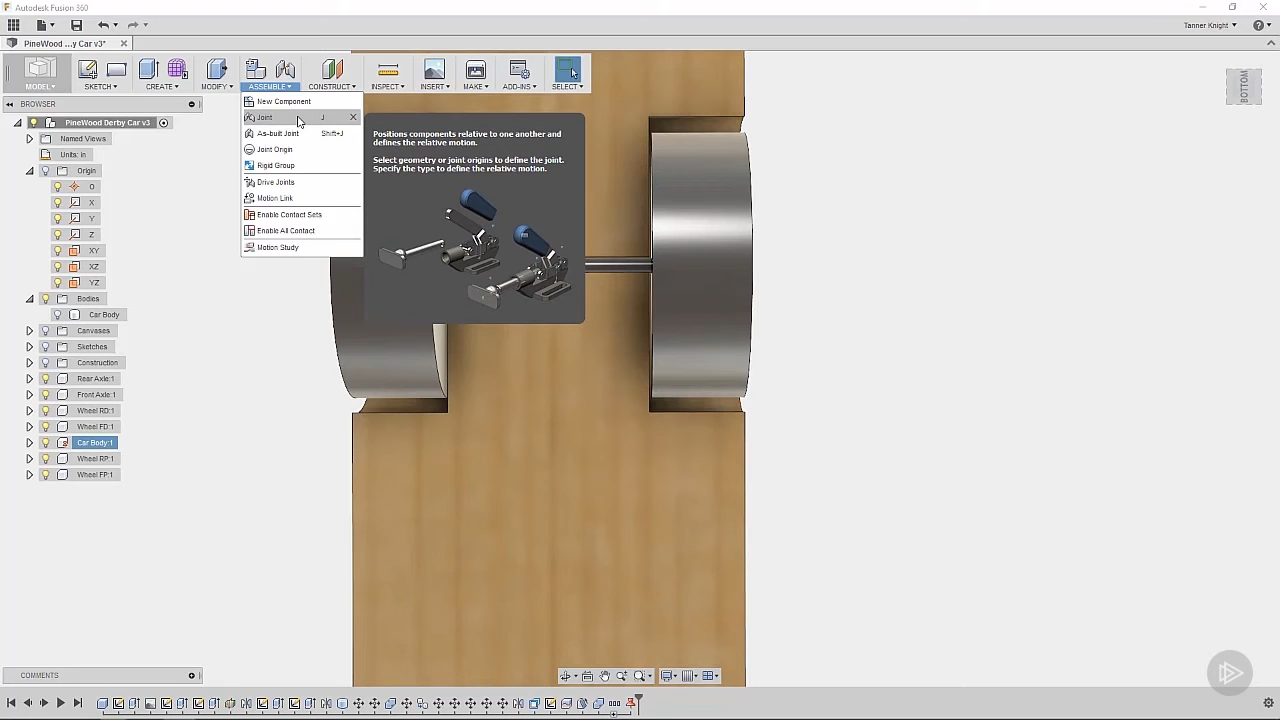 Autodesk Fusion 360
Tanner Knight
PineWood ...y Car v3*
MODEL
SKETCH
CREATE
MODIFY
ASSEMBLE
CONSTRUCT
INSPECT
INSERT
MAKE
ADD-INS
SELECT
BOTTOM
BROWSER
PineWood Derby Car v3
Named Views
Units: in
Origin
O
X
Y
Z
XY
XZ
YZ
Bodies
Car Body
Canvases
Sketches
Construction
Rear Axle:1
Front Axle:1
Wheel RD:1
Wheel FD:1
Car Body:1
Wheel RP:1
Wheel FP:1
New Component
Joint J
As-built Joint Shift+J
Joint Origin
Rigid Group
Drive Joints
Motion Link
Enable Contact Sets
Enable All Contact
Motion Study
Positions components relative to one another and
defines the relative motion.
Select geometry or joint origins to define the joint.
Specify the type to define the relative motion.
COMMENTS